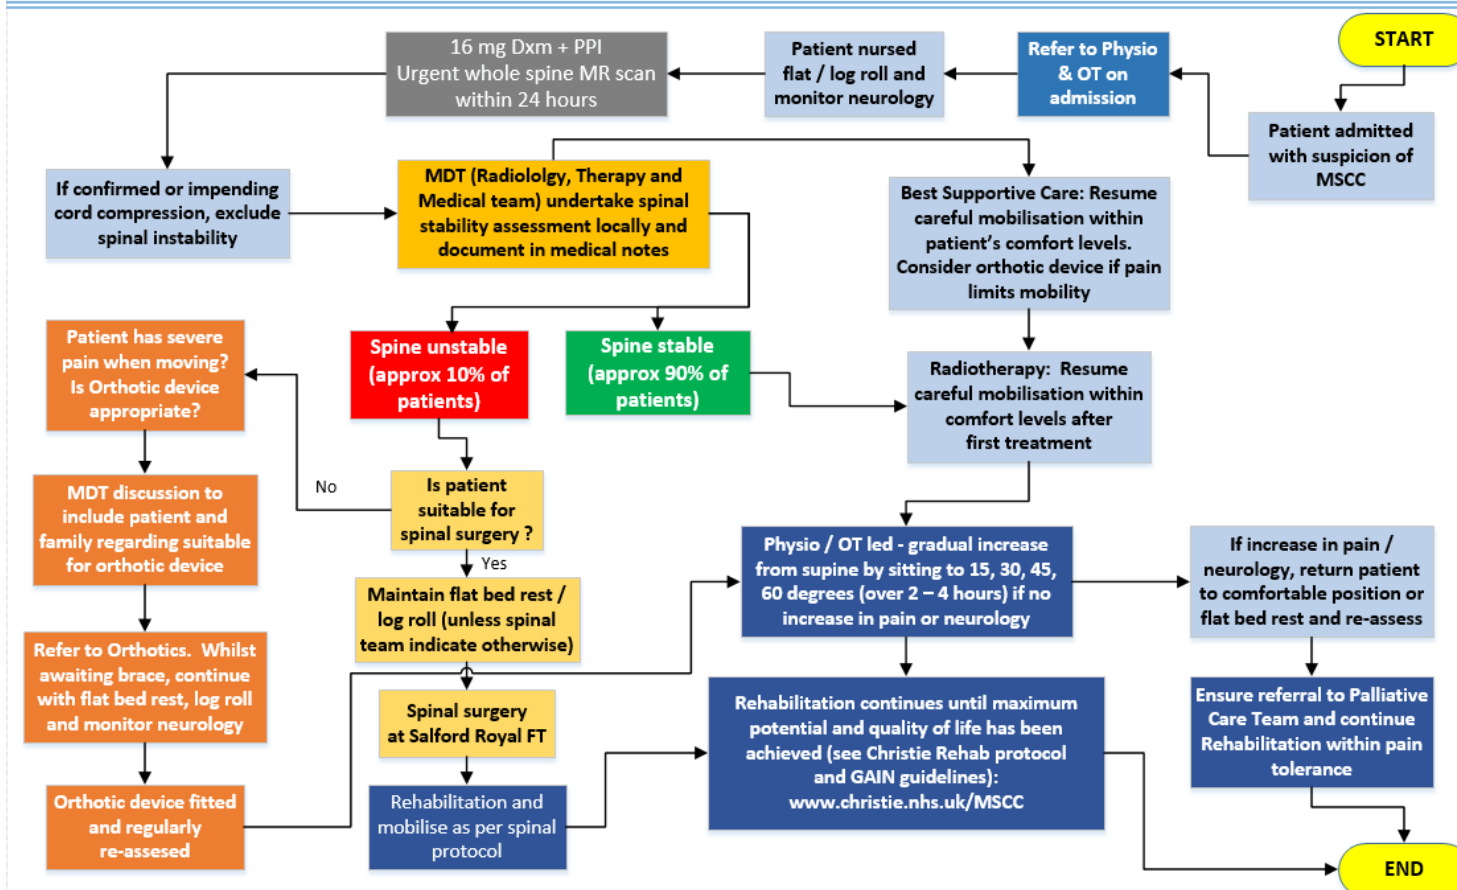 START
Refer to Physio
& OT on
admission
Patient nursed
flat / log roll and
monitor neurology
16 mg Dxm + PPI
Urgent whole spine MR scan
within 24 hours
Patient admitted
with suspicion of
MSCC
If confirmed or impending
cord compression, exclude
spinal instability
MDT (Radiololgy, Therapy and
Medical team) undertake spinal
stability assessment locally and
document in medical notes
Best Supportive Care: Resume
careful mobilisation within
patient's comfort levels.
Consider orthotic device if pain
limits mobility
Patient has severe
pain when moving?
Is Orthotic device
appropriate?
Spine unstable
(approx 10% of
patients)
Spine stable
(approx 90% of
patients)
Radiotherapy: Resume
careful mobilisation within
comfort levels after
first treatment
MDT discussion to
include patient and
family regarding suitable
for orthotic device
No
Is patient
suitable for
spinal surgery ?
Yes
Physio / OT led - gradual increase
from supine by sitting to 15, 30, 45,
60 degrees (over 2 – 4 hours) if no
increase in pain or neurology
If increase in pain /
neurology, return patient
to comfortable position or
flat bed rest and re-assess
Maintain flat bed rest /
log roll (unless spinal
team indicate otherwise)
Refer to Orthotics. Whilst
awaiting brace, continue
with flat bed rest, log roll
and monitor neurology
Spinal surgery
at Salford Royal FT
Rehabilitation continues until maximum
potential and quality of life has been
achieved (see Christie Rehab protocol
and GAIN guidelines):
www.christie.nhs.uk/MSCC
Ensure referral to Palliative
Care Team and continue
Rehabilitation within pain
tolerance
Orthotic device fitted
and regularly
re-assesed
Rehabilitation and
mobilise as per spinal
protocol
END